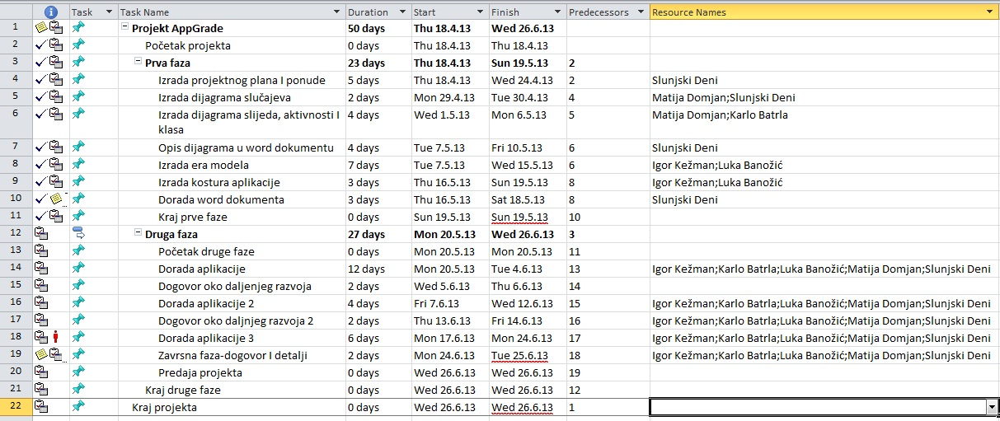 Task Task Name Duration Start Finish Predecessors Resource Names
1 Projekt AppGrade 50 days Thu 18.4.13 Wed 26.6.13
2 Početak projekta 0 days Thu 18.4.13 Thu 18.4.13
3 Prva faza 23 days Thu 18.4.13 Sun 19.5.13 2
4 Izrada projektnog plana I ponude 5 days Thu 18.4.13 Wed 24.4.13 2 Slunjski Deni
5 Izrada dijagrama slučajeva 2 days Mon 29.4.13 Tue 30.4.13 4 Matija Domjan;Slunjski Deni
6 Izrada dijagrama slijeda, aktivnosti I 4 days Wed 1.5.13 Mon 6.5.13 5 Matija Domjan;Karlo Batrla
klasa
7 Opis dijagrama u word dokumentu 4 days Tue 7.5.13 Fri 10.5.13 6 Slunjski Deni
8 Izrada era modela 7 days Tue 7.5.13 Wed 15.5.13 6 Igor Kežman;Luka Banožić
9 Izrada kostura aplikacije 3 days Thu 16.5.13 Sun 19.5.13 8 Igor Kežman;Luka Banožić
10 Dorada word dokumenta 3 days Thu 16.5.13 Sat 18.5.13 8 Slunjski Deni
11 Kraj prve faze 0 days Sun 19.5.13 Sun 19.5.13 10
12 Druga faza 27 days Mon 20.5.13 Wed 26.6.13 3
13 Početak druge faze 0 days Mon 20.5.13 Mon 20.5.13 11
14 Dorada aplikacije 12 days Mon 20.5.13 Tue 4.6.13 13 Igor Kežman;Karlo Batrla;Luka Banožić;Matija Domjan;Slunjski Deni
15 Dogovor oko daljenjeg razvoja 2 days Wed 5.6.13 Thu 6.6.13 14
16 Dorada aplikacije 2 4 days Fri 7.6.13 Wed 12.6.13 15 Igor Kežman;Karlo Batrla;Luka Banožić;Matija Domjan;Slunjski Deni
17 Dogovor oko daljnjeg razvoja 2 2 days Thu 13.6.13 Fri 14.6.13 16 Igor Kežman;Karlo Batrla;Luka Banožić;Matija Domjan;Slunjski Deni
18 Dorada aplikacije 3 6 days Mon 17.6.13 Mon 24.6.13 17 Igor Kežman;Karlo Batrla;Luka Banožić;Matija Domjan;Slunjski Deni
19 Zavrsna faza-dogovor I detalji 2 days Mon 24.6.13 Tue 25.6.13 18 Igor Kežman;Karlo Batrla;Luka Banožić;Matija Domjan;Slunjski Deni
20 Predaja projekta 0 days Wed 26.6.13 Wed 26.6.13 19
21 Kraj druge faze 0 days Wed 26.6.13 Wed 26.6.13 12
22 Kraj projekta 0 days Wed 26.6.13 Wed 26.6.13 1